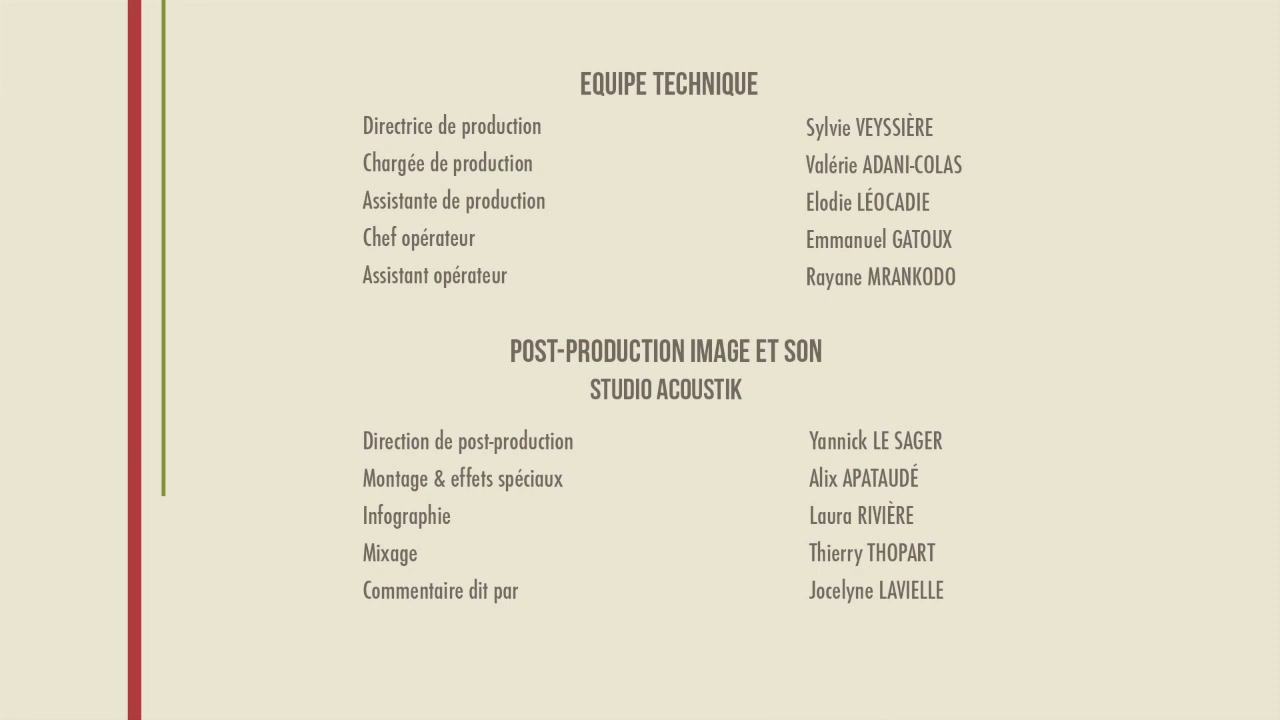 EQUIPE TECHNIQUE
Directrice de production Sylvie VEYSSIÈRE
Chargée de production Valérie ADANI-COLAS
Assistante de production Elodie LÉOCADIE
Chef opérateur Emmanuel GATOUX
Assistant opérateur Rayane MRANKODO
POST-PRODUCTION IMAGE ET SON
STUDIO ACOUSTIK
Direction de post-production Yannick LE SAGER
Montage & effets spéciaux Alix APATAUDÉ
Infographie Laura RIVIÈRE
Mixage Thierry THOPART
Commentaire dit par Jocelyne LAVIELLE